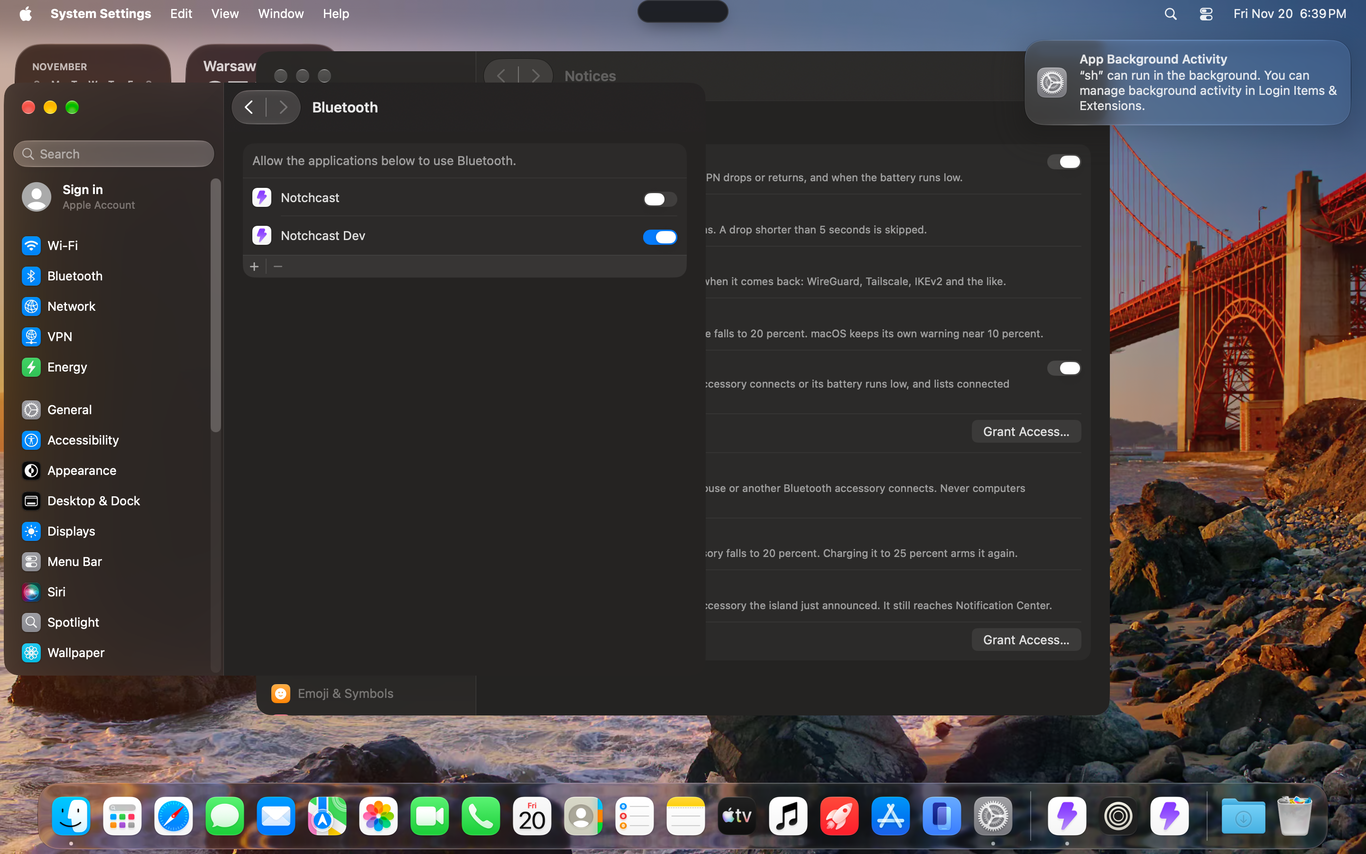 System Settings Edit View Window Help
Fri Nov 20 6:39 PM
NOVEMBER
Warsaw
Notices
App Background Activity
“sh” can run in the background. You can
manage background activity in Login Items &
Extensions.
Bluetooth
Search
Sign in
Apple Account
Wi-Fi
Bluetooth
Network
VPN
Energy
General
Accessibility
Appearance
Desktop & Dock
Displays
Menu Bar
Siri
Spotlight
Wallpaper
Allow the applications below to use Bluetooth.
Notchcast
Notchcast Dev
PN drops or returns, and when the battery runs low.
s. A drop shorter than 5 seconds is skipped.
when it comes back: WireGuard, Tailscale, IKEv2 and the like.
e falls to 20 percent. macOS keeps its own warning near 10 percent.
ccessory connects or its battery runs low, and lists connected
Grant Access...
ouse or another Bluetooth accessory connects. Never computers
sory falls to 20 percent. Charging it to 25 percent arms it again.
ccessory the island just announced. It still reaches Notification Center.
Grant Access...
Emoji & Symbols
Fri
20
tv